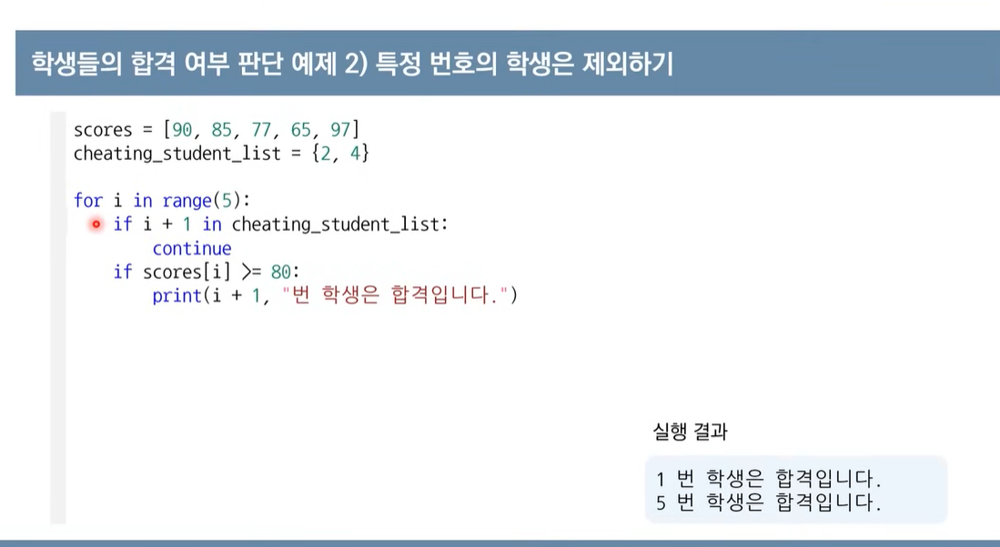 학생들의 합격 여부 판단 예제 2) 특정 번호의 학생은 제외하기
scores = [90, 85, 77, 65, 97]
cheating_student_list = {2, 4}
for i in range(5):
    if i + 1 in cheating_student_list:
        continue
    if scores[i] >= 80:
        print(i + 1, "번 학생은 합격입니다.")
실행 결과
1 번 학생은 합격입니다.
5 번 학생은 합격입니다.